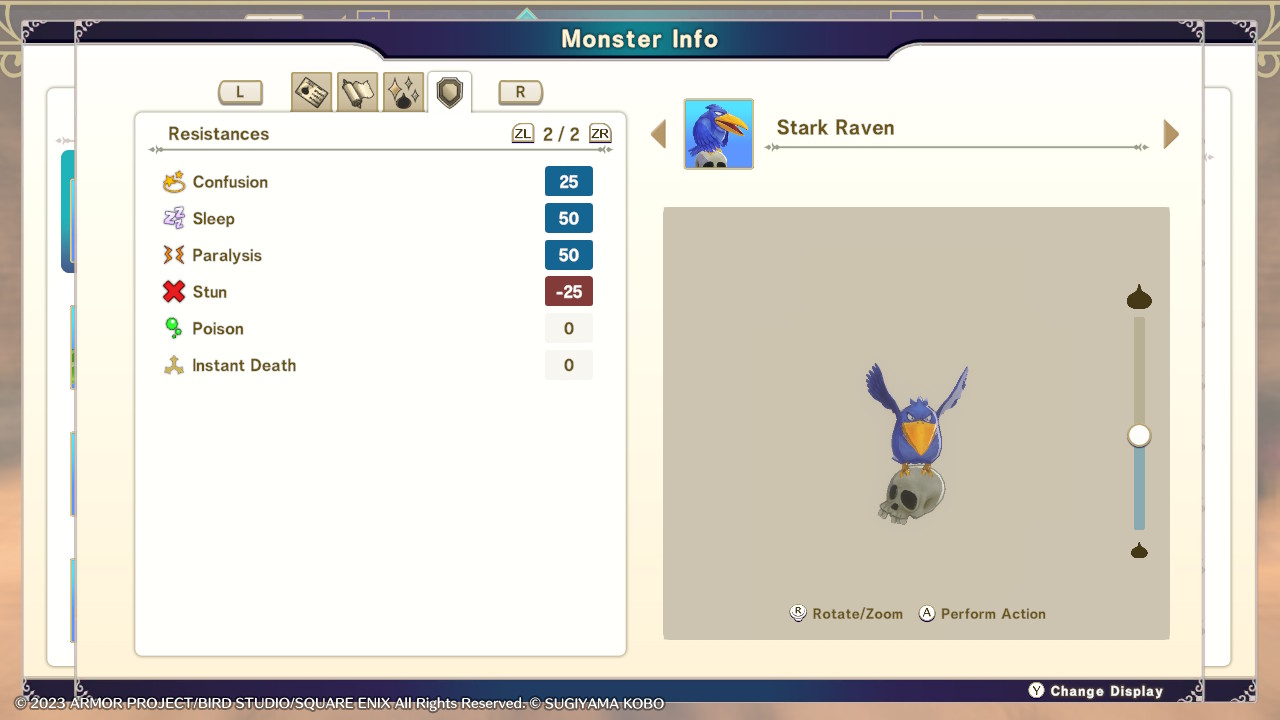 Monster Info
L
R
Resistances
ZL 2 / 2 ZR
Confusion 25
Sleep 50
Paralysis 50
Stun -25
Poison 0
Instant Death 0
Stark Raven
R Rotate/Zoom A Perform Action
Y Change Display
© 2023 ARMOR PROJECT/BIRD STUDIO/SQUARE ENIX All Rights Reserved. © SUGIYAMA KOBO